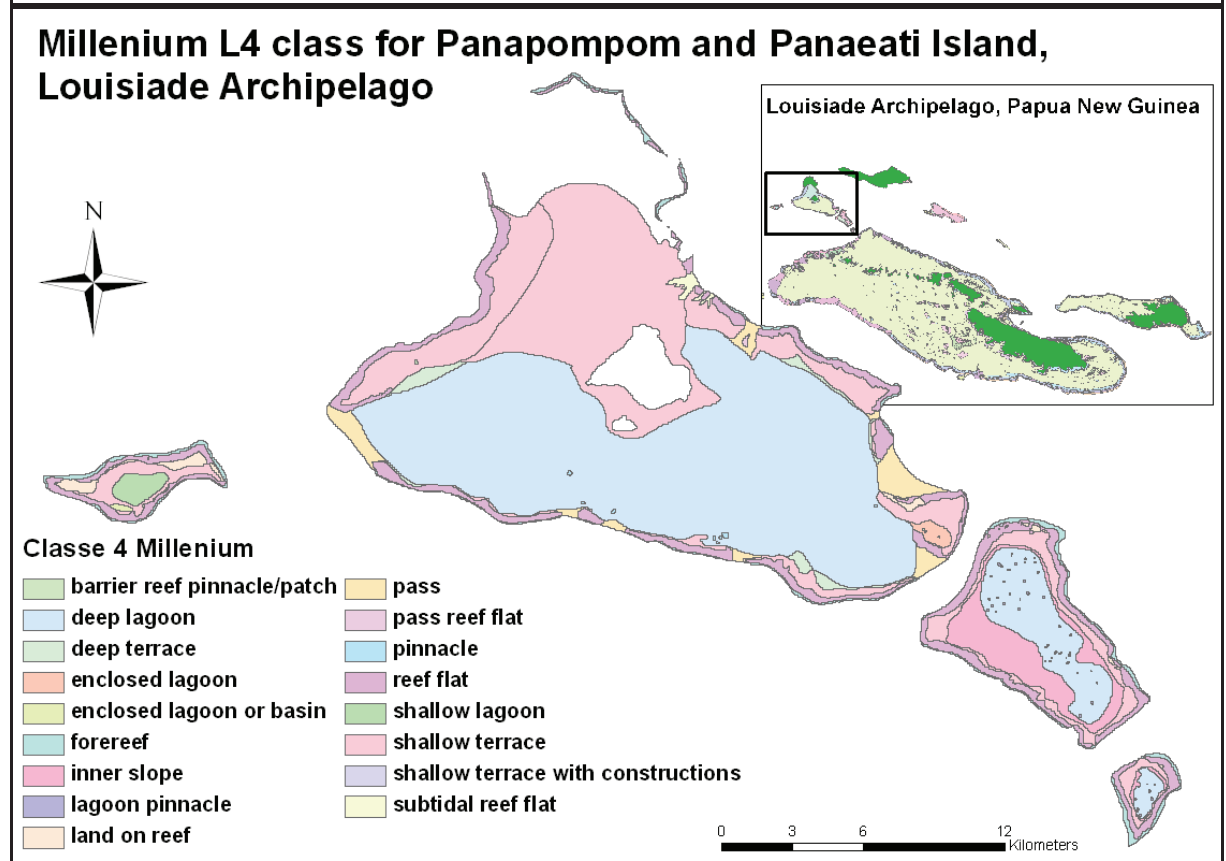 Millenium L4 class for Panapompom and Panaeati Island,
Louisiade Archipelago
Louisiade Archipelago, Papua New Guinea
N
Classe 4 Millenium
barrier reef pinnacle/patch
deep lagoon
deep terrace
enclosed lagoon
enclosed lagoon or basin
forereef
inner slope
lagoon pinnacle
land on reef
pass
pass reef flat
pinnacle
reef flat
shallow lagoon
shallow terrace
shallow terrace with constructions
subtidal reef flat
0 3 6 12
Kilometers